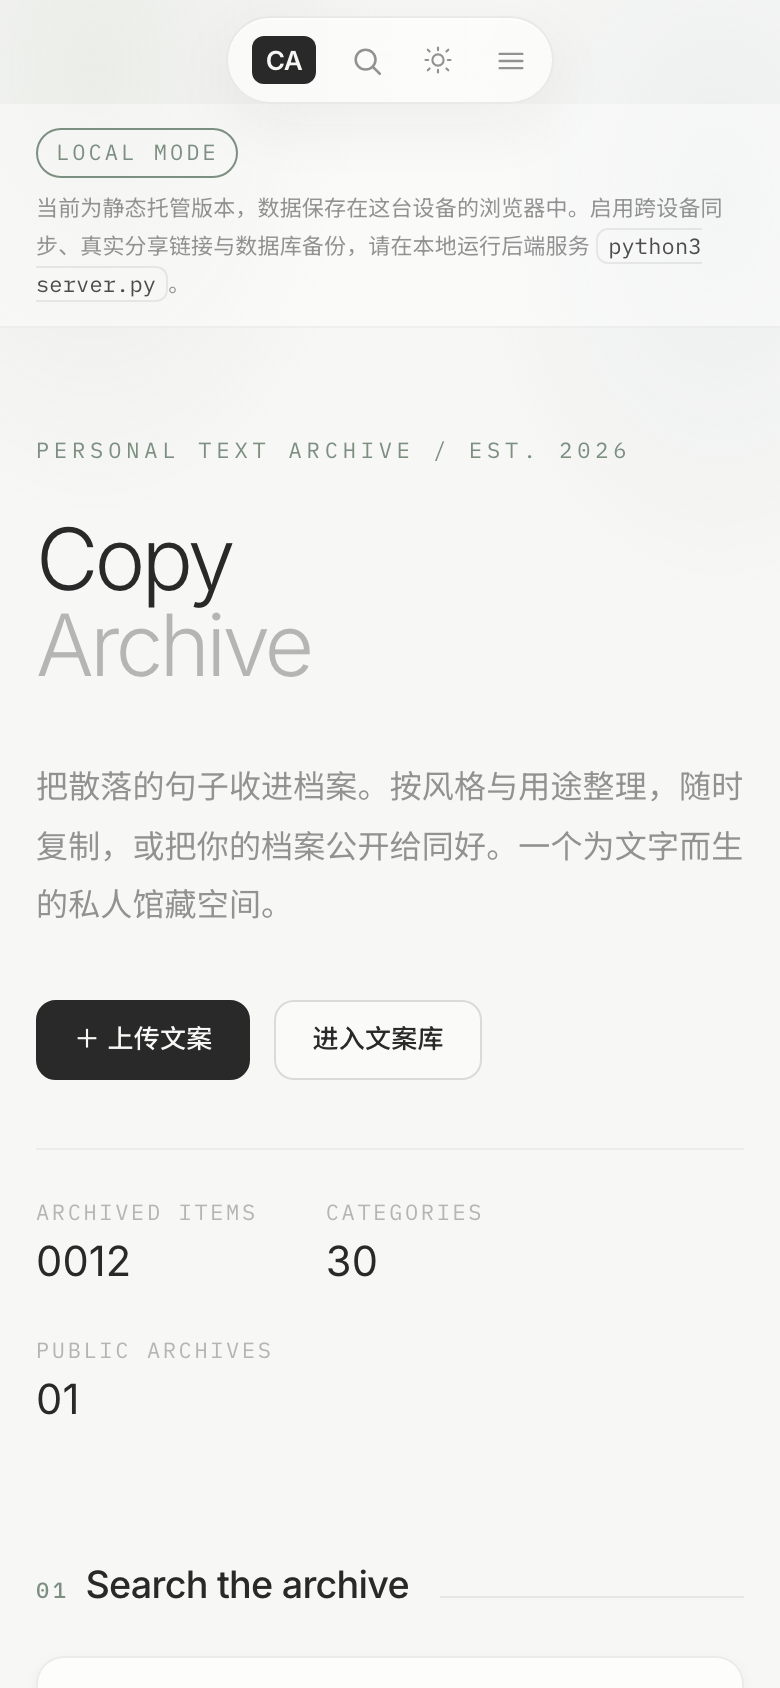 CA
LOCAL MODE
当前为静态托管版本，数据保存在这台设备的浏览器中。启用跨设备同
步、真实分享链接与数据库备份，请在本地运行后端服务 python3
server.py 。
PERSONAL TEXT ARCHIVE / EST. 2026
Copy
Archive
把散落的句子收进档案。按风格与用途整理，随时
复制，或把你的档案公开给同好。一个为文字而生
的私人馆藏空间。
＋ 上传文案 进入文案库
ARCHIVED ITEMS CATEGORIES
0012 30
PUBLIC ARCHIVES
01
01 Search the archive